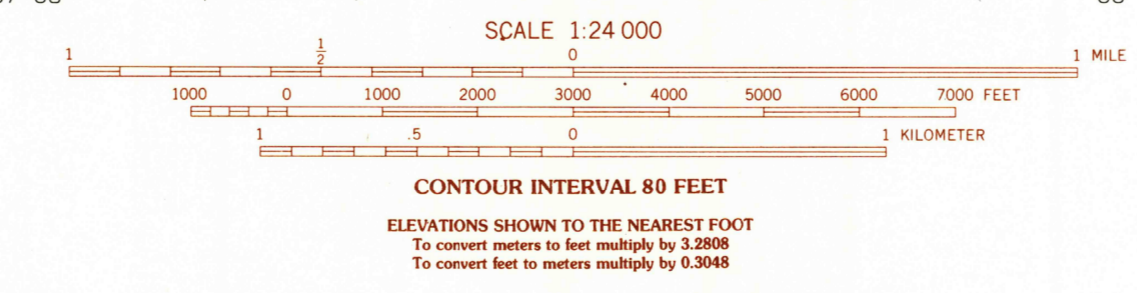 SCALE 1:24 000
1 1/2 0 1 MILE
1000 0 1000 2000 3000 4000 5000 6000 7000 FEET
1 .5 0 1 KILOMETER
CONTOUR INTERVAL 80 FEET
ELEVATIONS SHOWN TO THE NEAREST FOOT
To convert meters to feet multiply by 3.2808
To convert feet to meters multiply by 0.3048